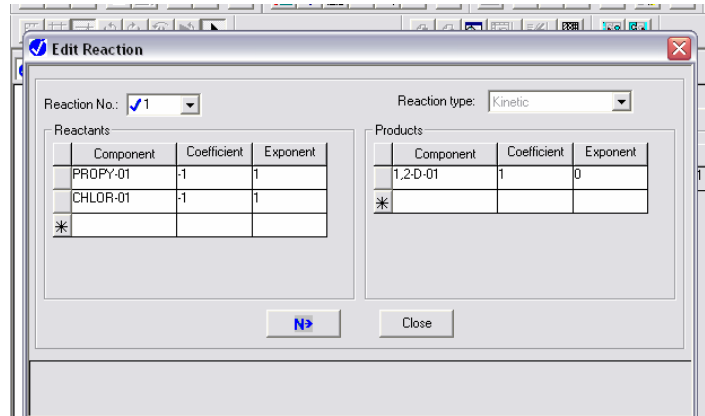 Edit Reaction
Reaction No.: 1
Reaction type: Kinetic
Reactants
Component Coefficient Exponent
PROPY-01 -1 1
CHLOR-01 -1 1
Products
Component Coefficient Exponent
1,2-D-01 1 0
N>
Close